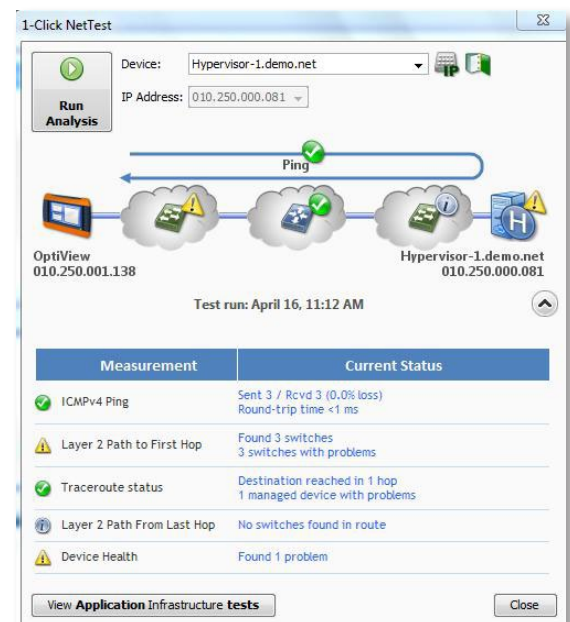 1-Click NetTest
Run
Analysis
Device: Hypervisor-1.demo.net
IP
IP Address: 010.250.000.081
Ping
H
OptiView
010.250.001.138
Hypervisor-1.demo.net
010.250.000.081
Test run: April 16, 11:12 AM
Measurement Current Status
ICMPv4 Ping
Sent 3 / Rcvd 3 (0.0% loss)
Round-trip time <1 ms
Layer 2 Path to First Hop
Found 3 switches
3 switches with problems
Traceroute status
Destination reached in 1 hop
1 managed device with problems
Layer 2 Path From Last Hop
No switches found in route
Device Health
Found 1 problem
View Application Infrastructure tests
Close